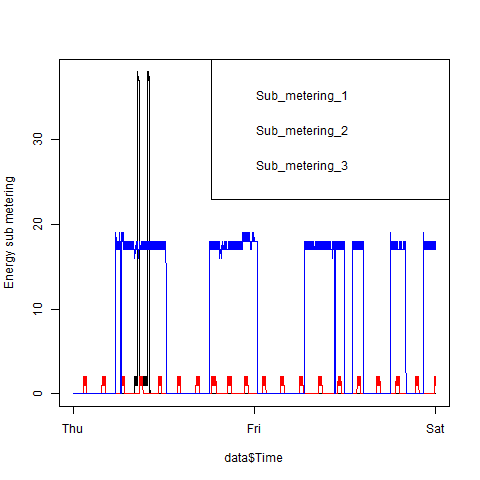 Sub_metering_1
Sub_metering_2
Sub_metering_3
Energy sub metering
30
20
10
0
Thu
Fri
Sat
data$Time